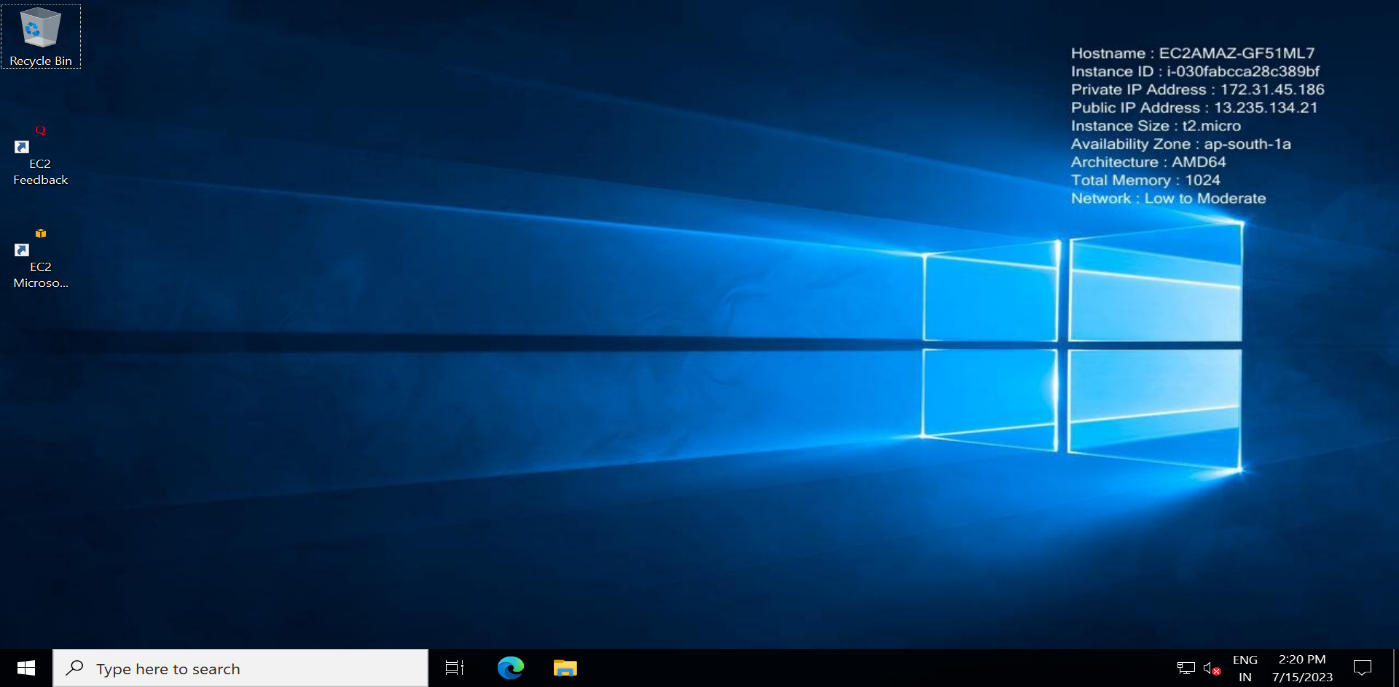 Recycle Bin
EC2
Feedback
EC2
Microso...
Hostname : EC2AMAZ-GF51ML7
Instance ID : i-030fabcca28c389bf
Private IP Address : 172.31.45.186
Public IP Address : 13.235.134.21
Instance Size : t2.micro
Availability Zone : ap-south-1a
Architecture : AMD64
Total Memory : 1024
Network : Low to Moderate
Type here to search
ENG
IN
2:20 PM
7/15/2023